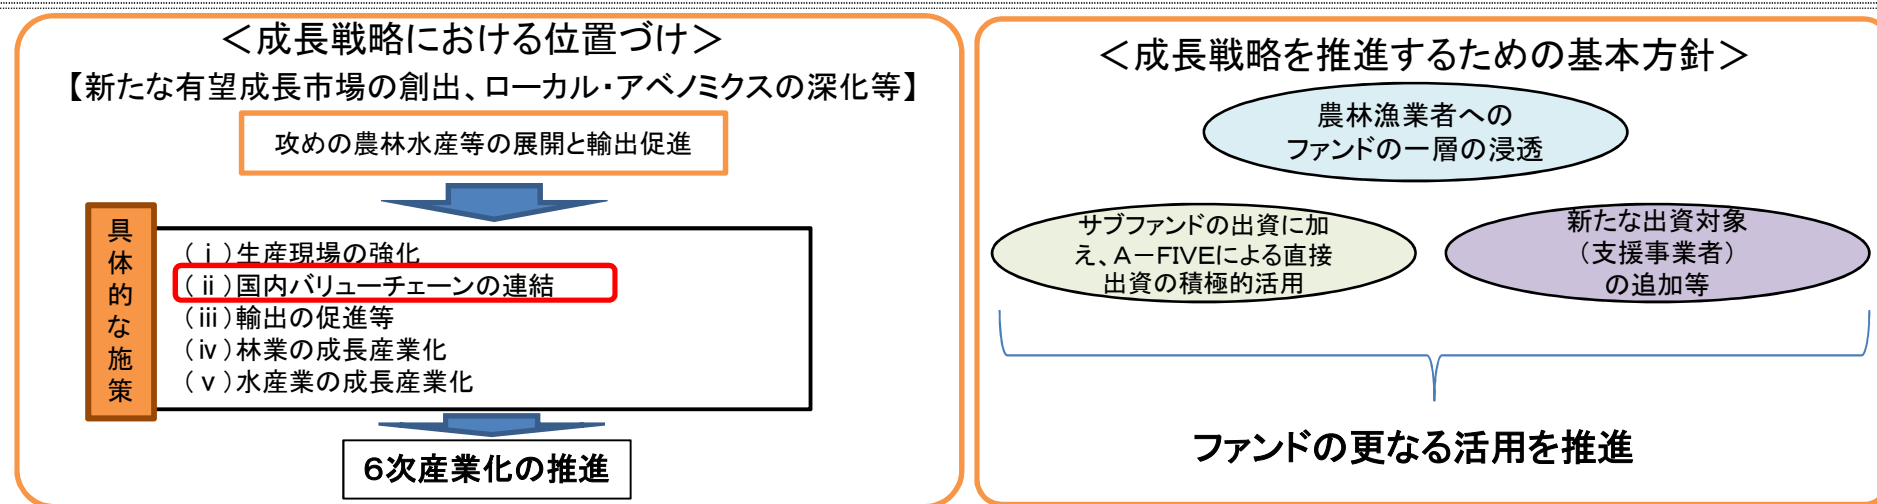 ＜成長戦略における位置づけ＞
【新たな有望成長市場の創出、ローカル・アベノミクスの深化等】
攻めの農林水産等の展開と輸出促進
具体的な施策
（ⅰ）生産現場の強化
（ⅱ）国内バリューチェーンの連結
（ⅲ）輸出の促進等
（ⅳ）林業の成長産業化
（ⅴ）水産業の成長産業化
６次産業化の推進
＜成長戦略を推進するための基本方針＞
農林漁業者への
ファンドの一層の浸透
サブファンドの出資に加
え、Ａ－FIVEによる直接
出資の積極的活用
新たな出資対象
（支援事業者）
の追加等
ファンドの更なる活用を推進